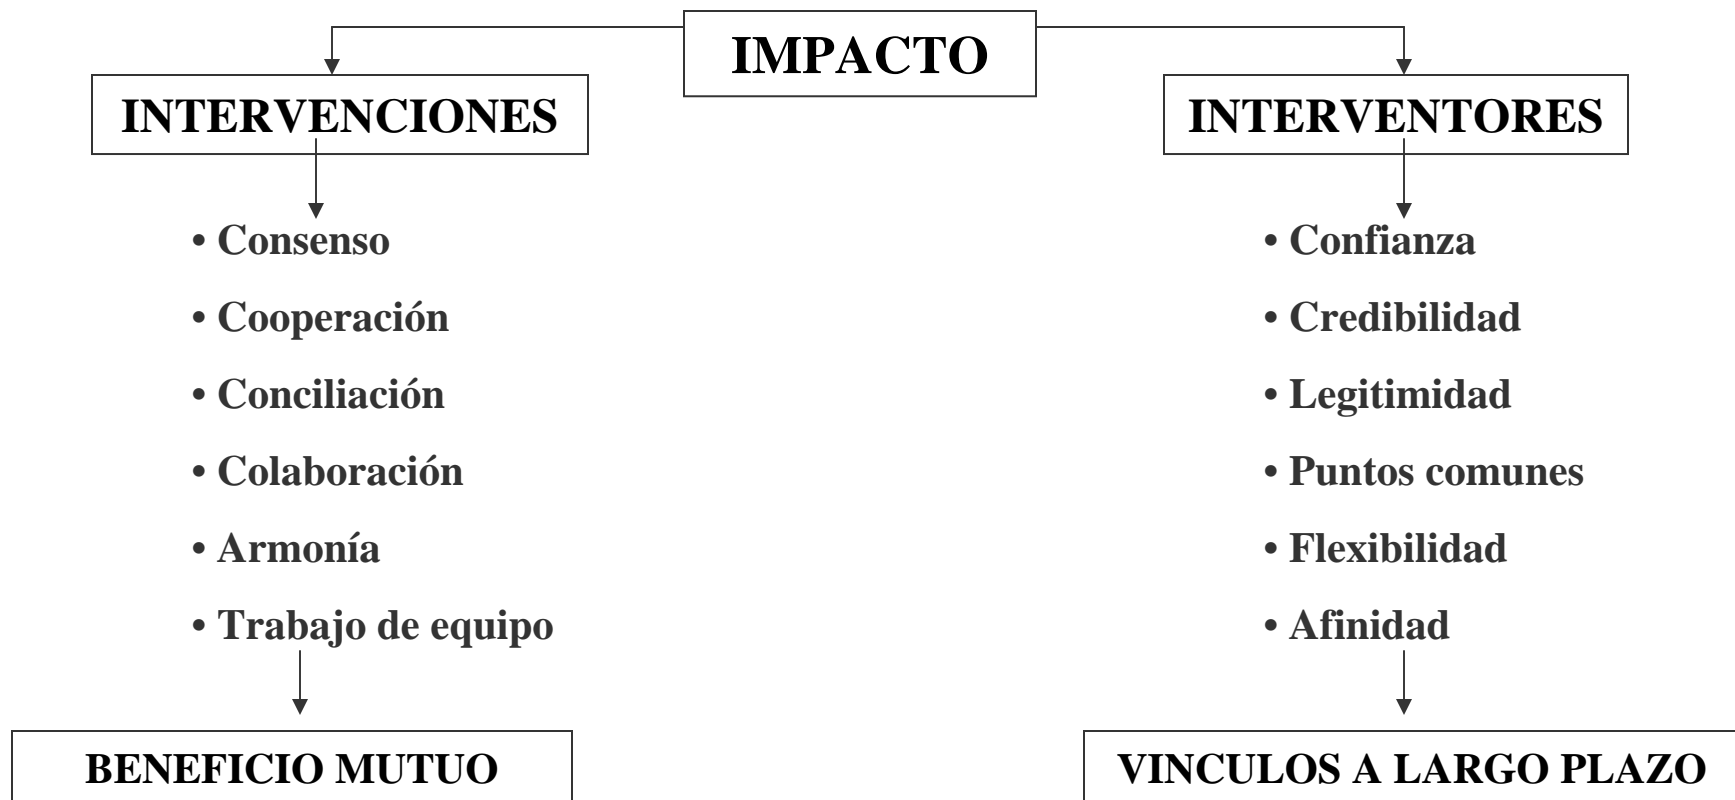 IMPACTO
INTERVENCIONES
• Consenso
• Cooperación
• Conciliación
• Colaboración
• Armonía
• Trabajo de equipo
BENEFICIO MUTUO
INTERVENTORES
• Confianza
• Credibilidad
• Legitimidad
• Puntos comunes
• Flexibilidad
• Afinidad
VINCULOS A LARGO PLAZO